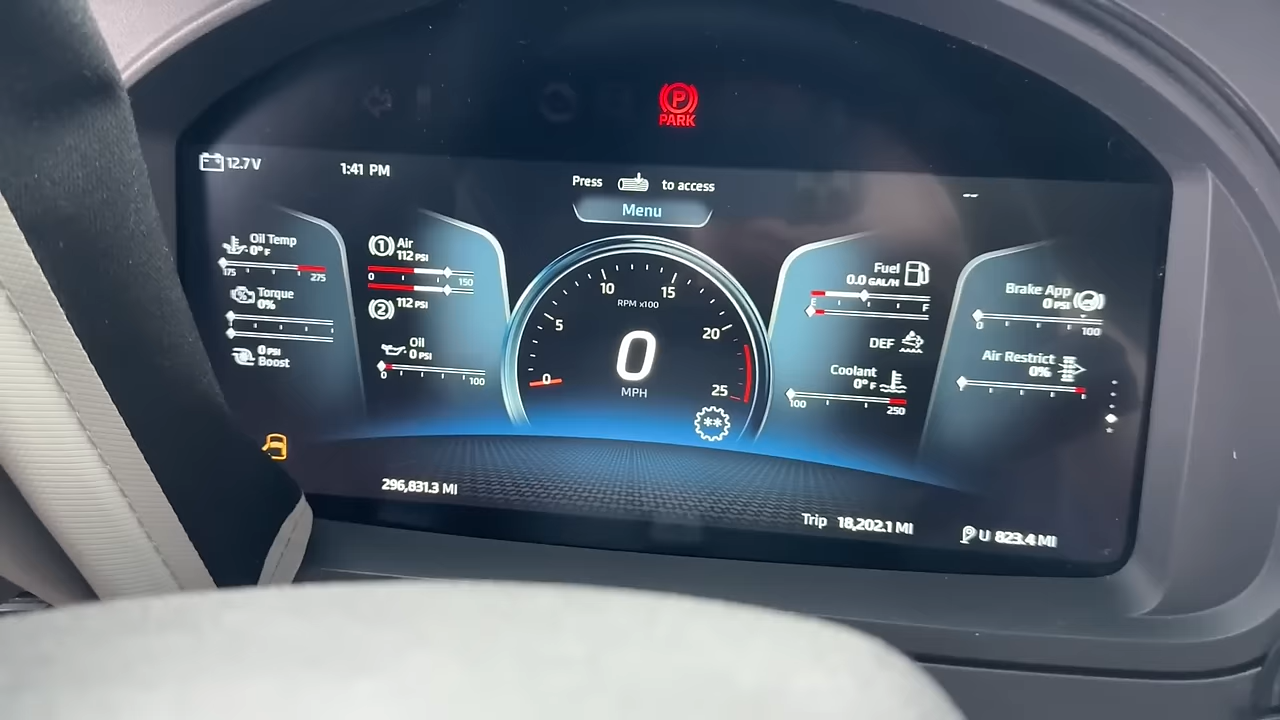 P
PARK
12.7 V
1:41 PM
Press to access
Menu
Oil Temp
0° F
175 275
Torque
0%
0 PSI
Boost
1 Air
112 PSI
0 150
2 112 PSI
Oil
0 PSI
0 100
0 5 10 15 20 25
RPM x100
0
MPH
**
Fuel
0.0 GAL/H
E F
DEF
Coolant
0° F
100 250
Brake App
0 PSI
0 100
Air Restrict
0%
296,831.3 MI
Trip 18,202.1 MI
U 823.4 MI